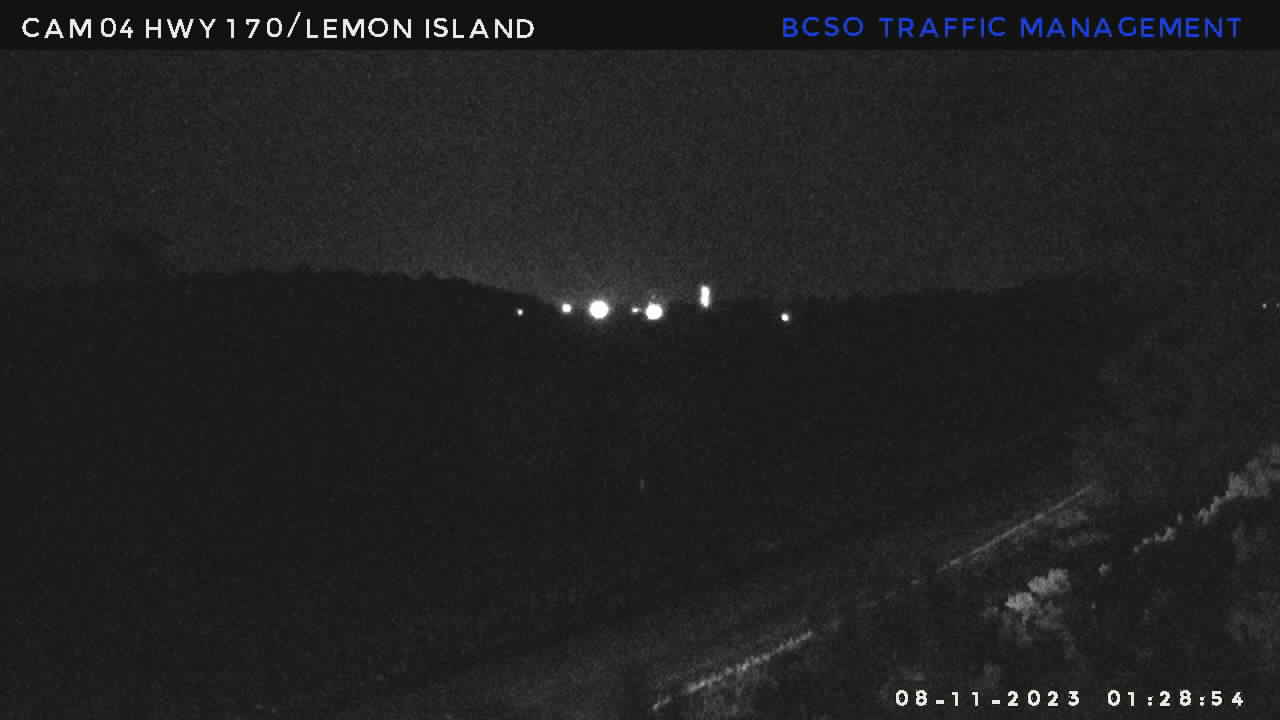 CAM04 HWY 170/LEMON ISLAND
BCSO TRAFFIC MANAGEMENT
08-11-2023 01:28:54